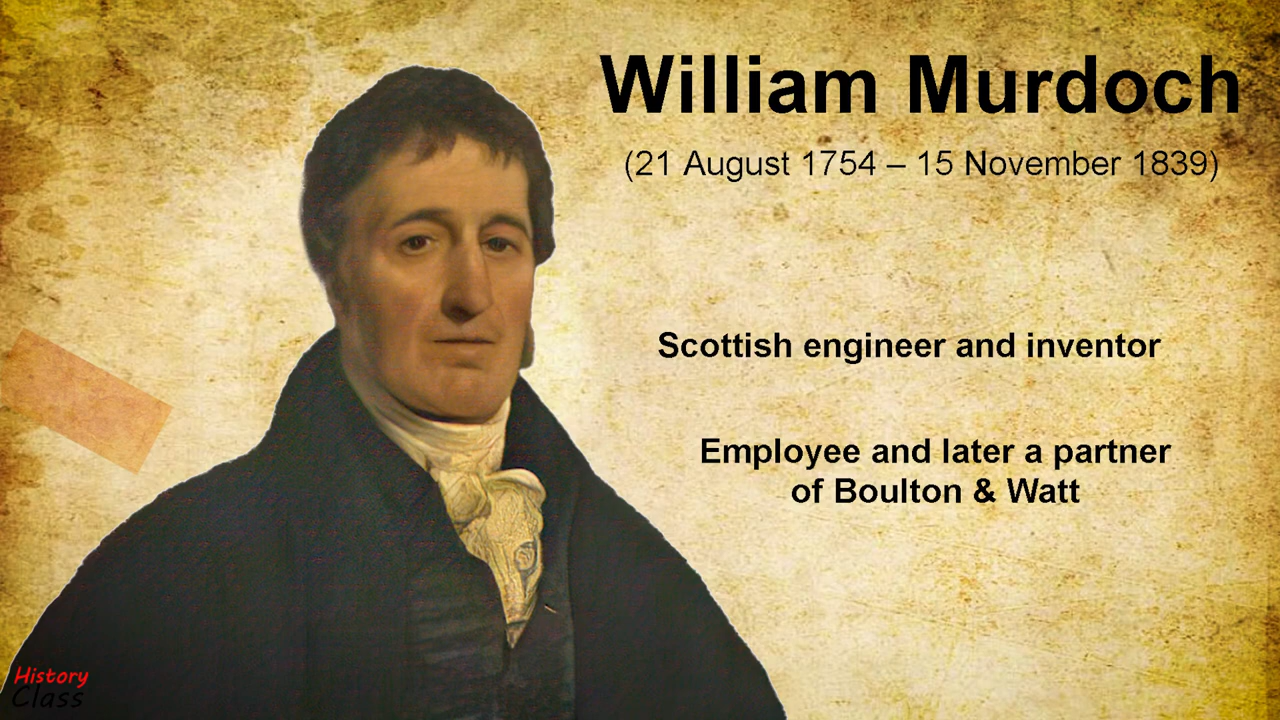 William Murdoch
(21 August 1754 – 15 November 1839)
Scottish engineer and inventor
Employee and later a partner
of Boulton & Watt
History
Class